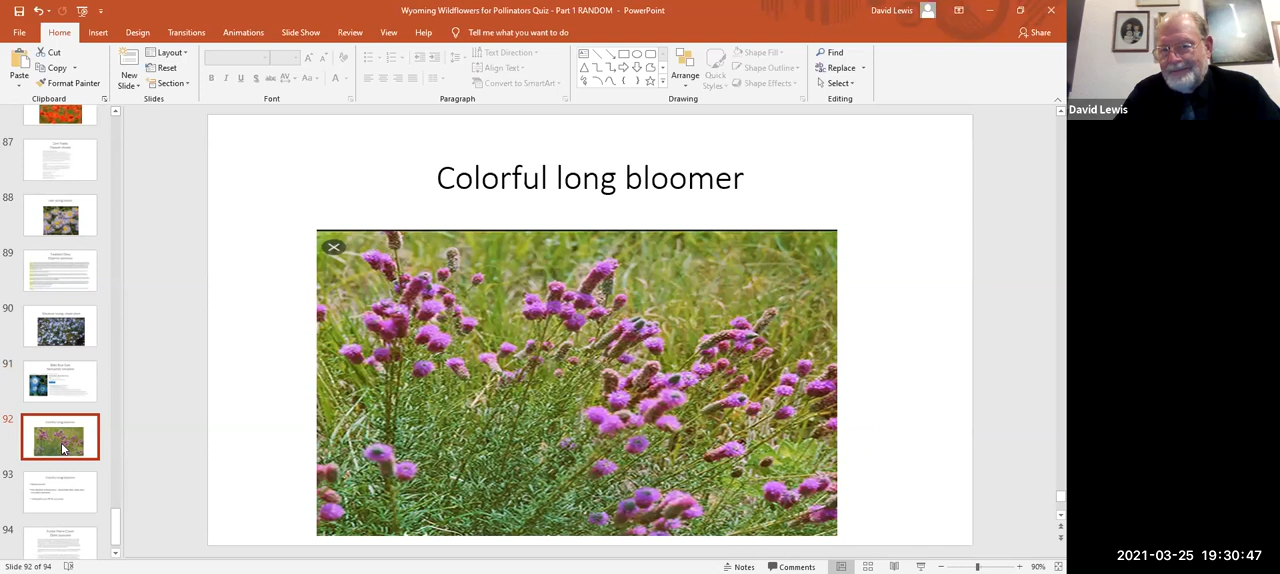 Wyoming Wildflowers for Pollinators Quiz - Part 1 RANDOM - PowerPoint
David Lewis
File Home Insert Design Transitions Animations Slide Show Review View Help Tell me what you want to do Share
Paste
Cut
Copy
Format Painter
Clipboard
New
Slide
Layout
Reset
Section
Slides
B I U S abc AV Aa A
Font
Text Direction
Align Text
Convert to SmartArt
Paragraph
Arrange
Quick
Styles
Shape Fill
Shape Outline
Shape Effects
Drawing
Find
Replace
Select
Editing
87
88
89
90
91
92
93
94
Colorful long bloomer
David Lewis
2021-03-25 19:30:47
Slide 92 of 94
Notes Comments 90%